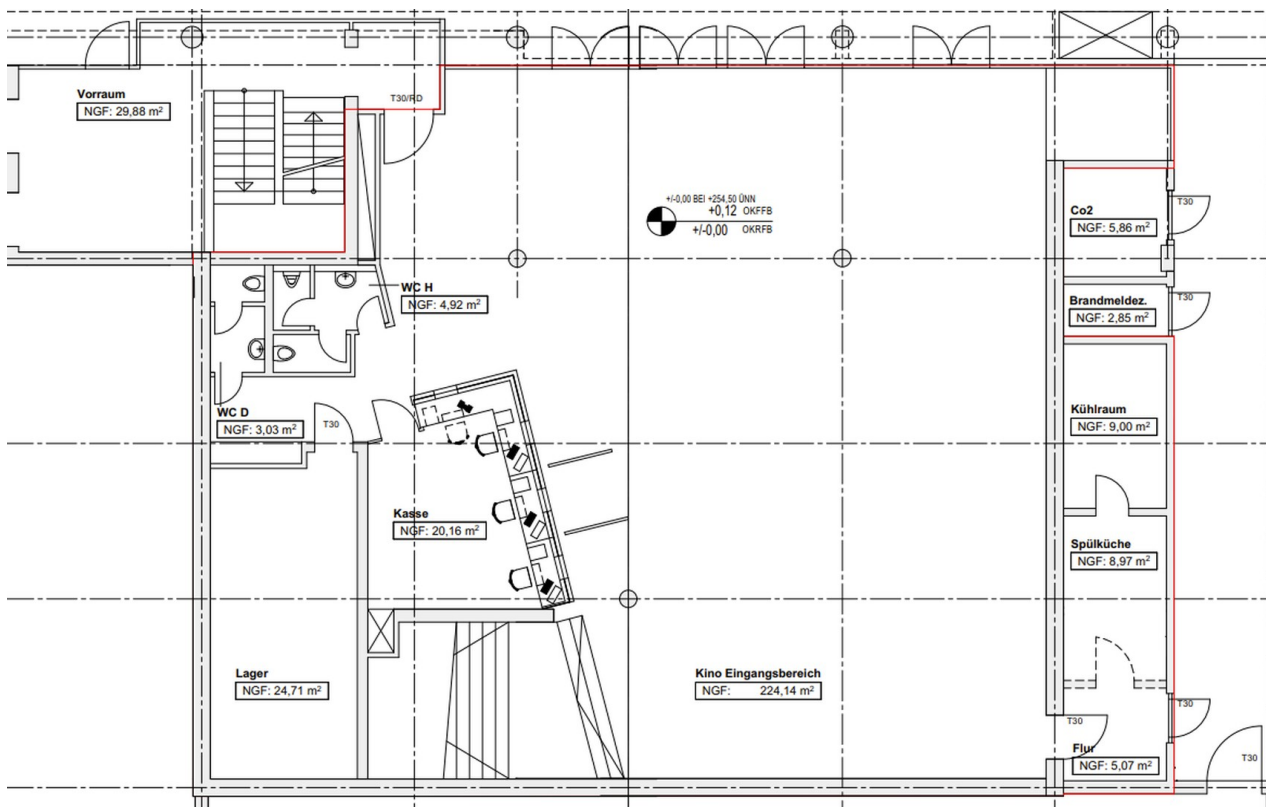 Vorraum
NGF: 29,88 m²
T30/RD
+/-0,00 BEI +254,50 ÜNN
+0,12 OKFFB
+/-0,00 OKRFB
Co2
NGF: 5,86 m²
T30
WC H
NGF: 4,92 m²
Brandmeldez.
NGF: 2,85 m²
T30
WC D
NGF: 3,03 m²
T30
Kühlraum
NGF: 9,00 m²
Kasse
NGF: 20,16 m²
Spülküche
NGF: 8,97 m²
Lager
NGF: 24,71 m²
Kino Eingangsbereich
NGF: 224,14 m²
T30
T30
Flur
NGF: 5,07 m²
T30